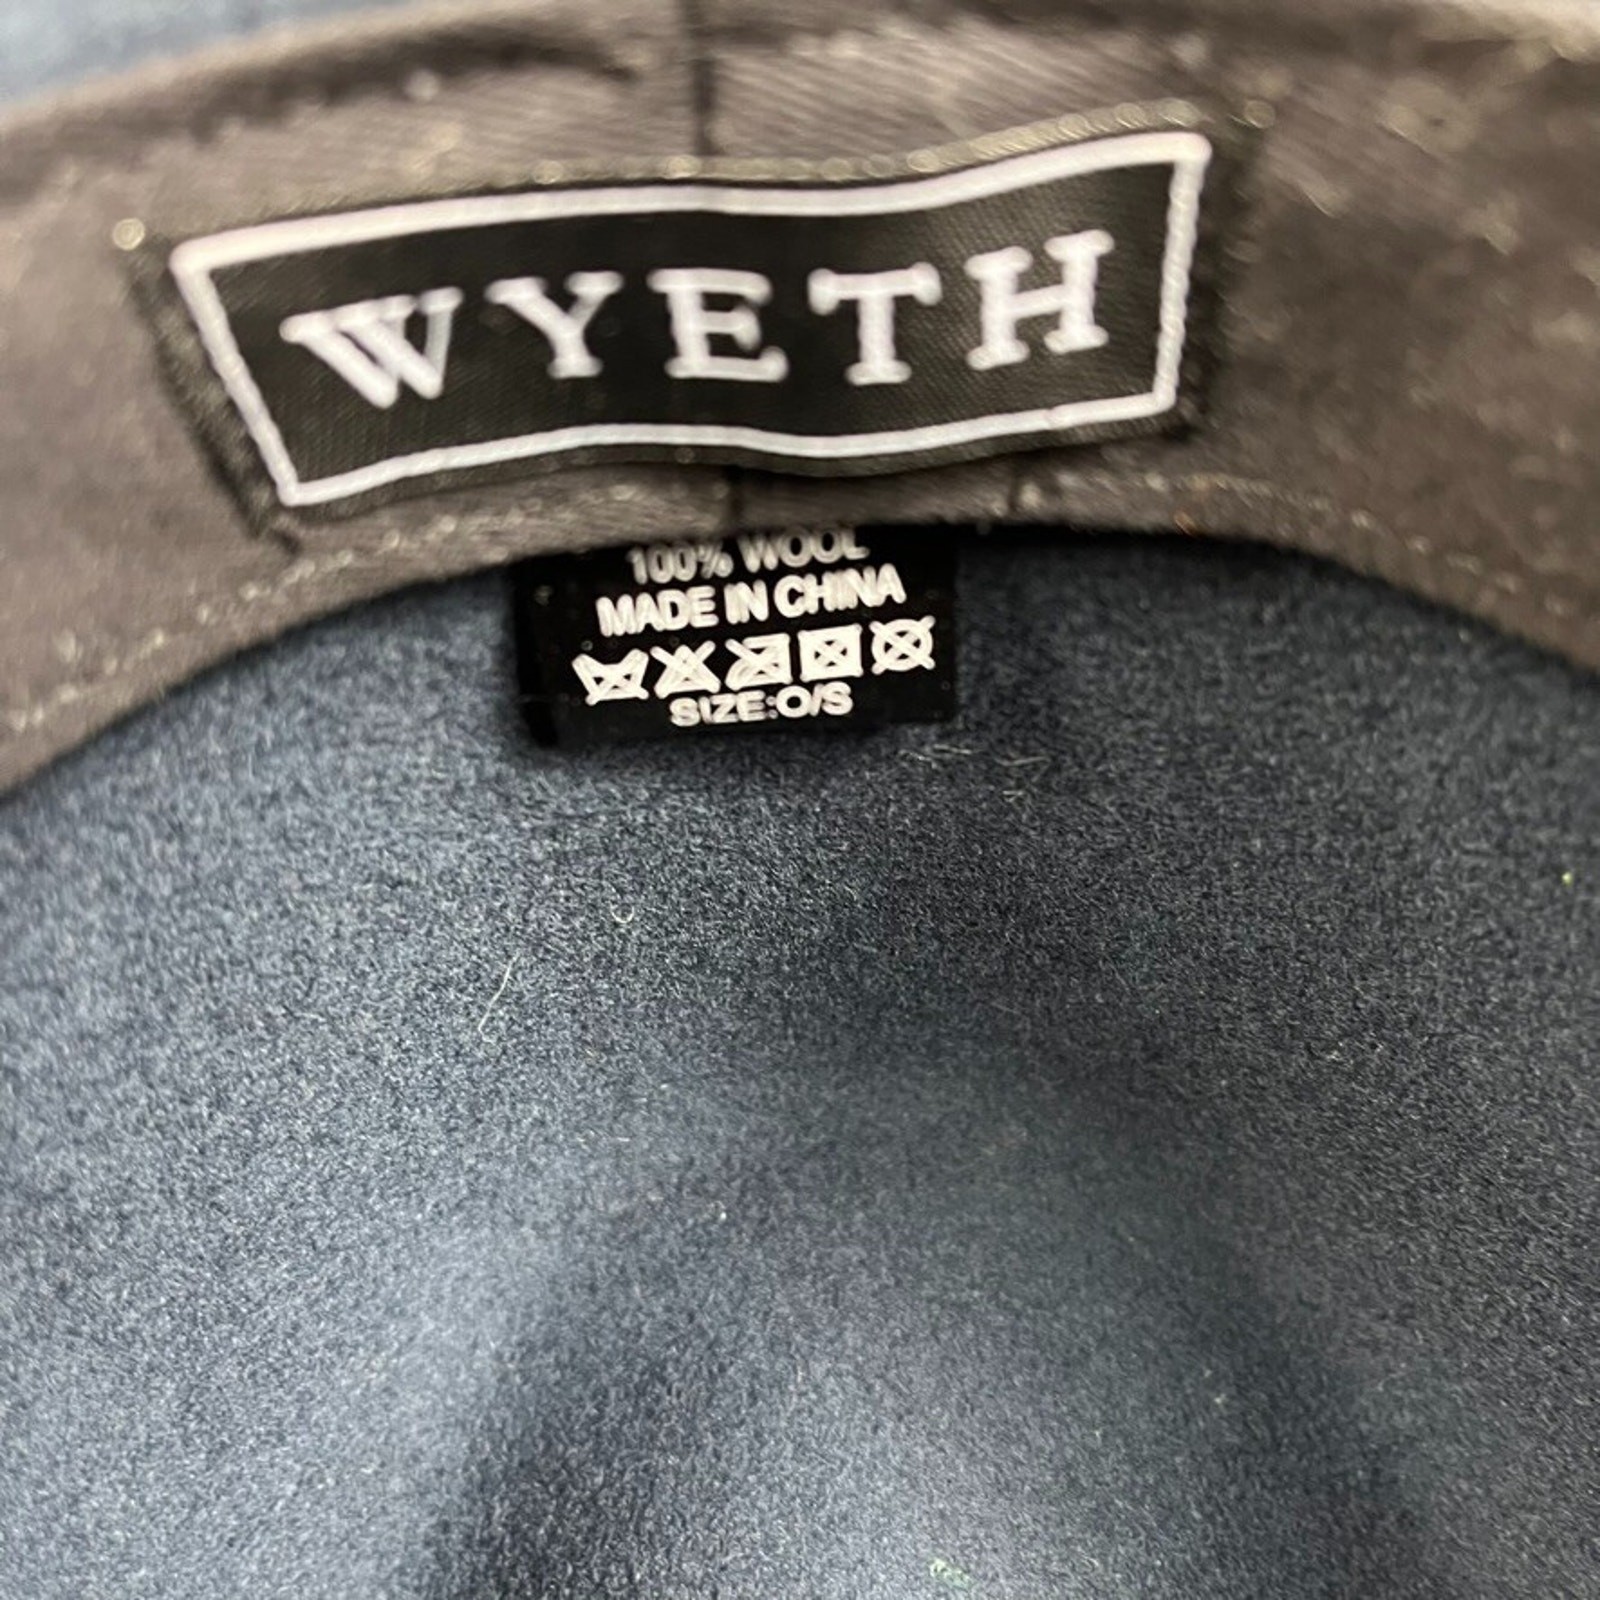 WYETH
100% WOOL
MADE IN CHINA
SIZE:O/S